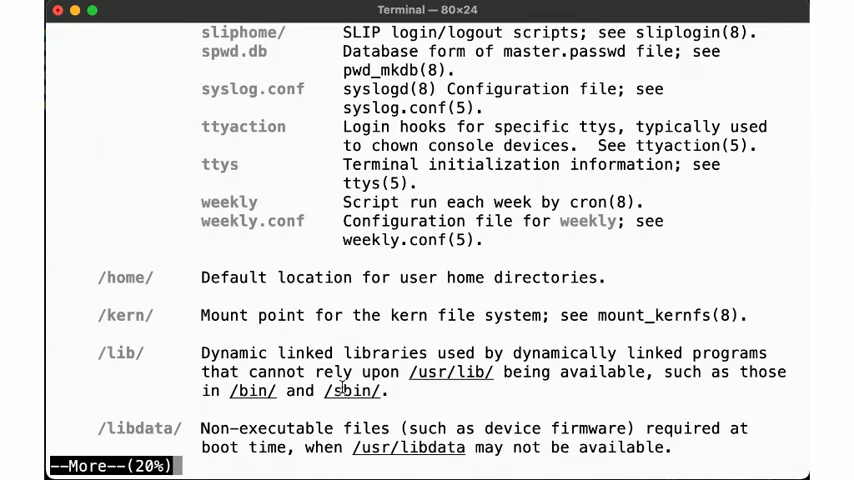 Terminal — 80×24
sliphome/ SLIP login/logout scripts; see sliplogin(8).
spwd.db Database form of master.passwd file; see
pwd_mkdb(8).
syslog.conf syslogd(8) Configuration file; see
syslog.conf(5).
ttyaction Login hooks for specific ttys, typically used
to chown console devices. See ttyaction(5).
ttys Terminal initialization information; see
ttys(5).
weekly Script run each week by cron(8).
weekly.conf Configuration file for weekly; see
weekly.conf(5).
/home/ Default location for user home directories.
/kern/ Mount point for the kern file system; see mount_kernfs(8).
/lib/ Dynamic linked libraries used by dynamically linked programs
that cannot rely upon /usr/lib/ being available, such as those
in /bin/ and /sbin/.
/libdata/ Non-executable files (such as device firmware) required at
boot time, when /usr/libdata may not be available.
--More--(20%)